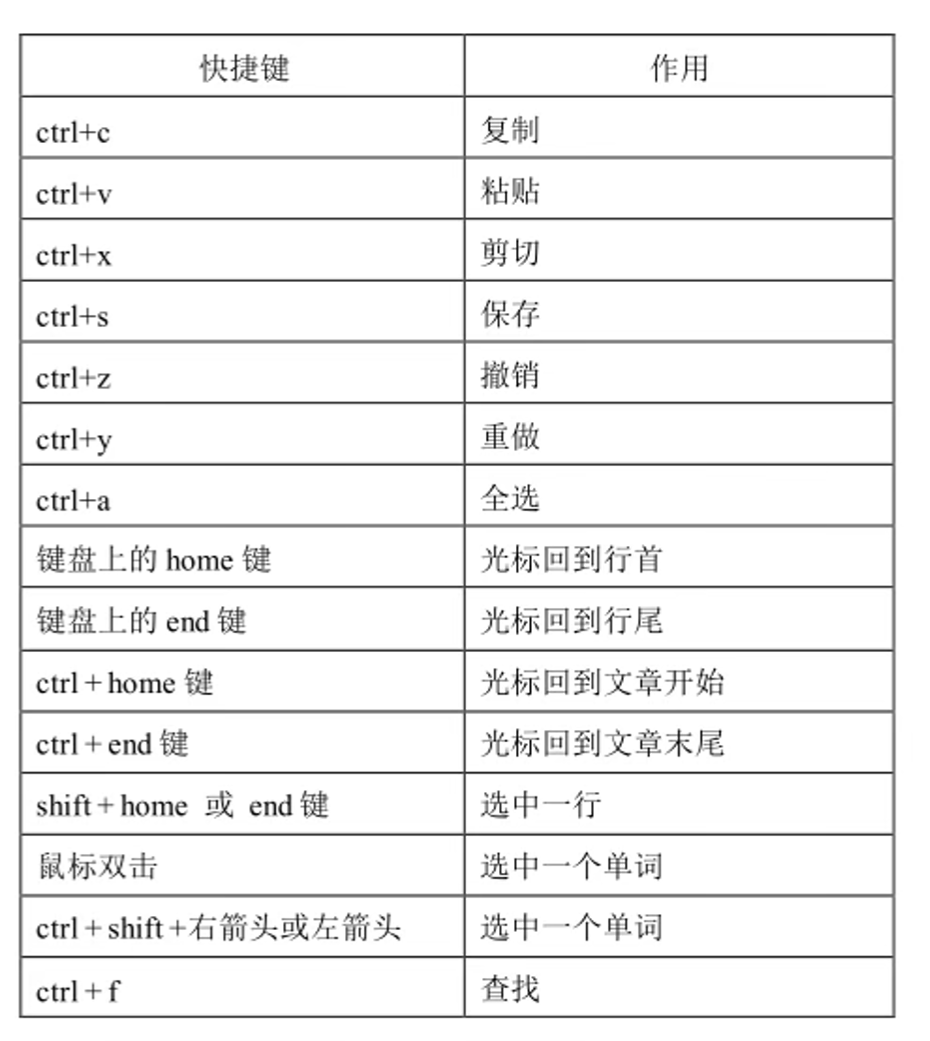 快捷键 作用
ctrl+c 复制
ctrl+v 粘贴
ctrl+x 剪切
ctrl+s 保存
ctrl+z 撤销
ctrl+y 重做
ctrl+a 全选
键盘上的 home 键 光标回到行首
键盘上的 end 键 光标回到行尾
ctrl + home 键 光标回到文章开始
ctrl + end 键 光标回到文章末尾
shift + home 或 end 键 选中一行
鼠标双击 选中一个单词
ctrl + shift +右箭头或左箭头 选中一个单词
ctrl + f 查找